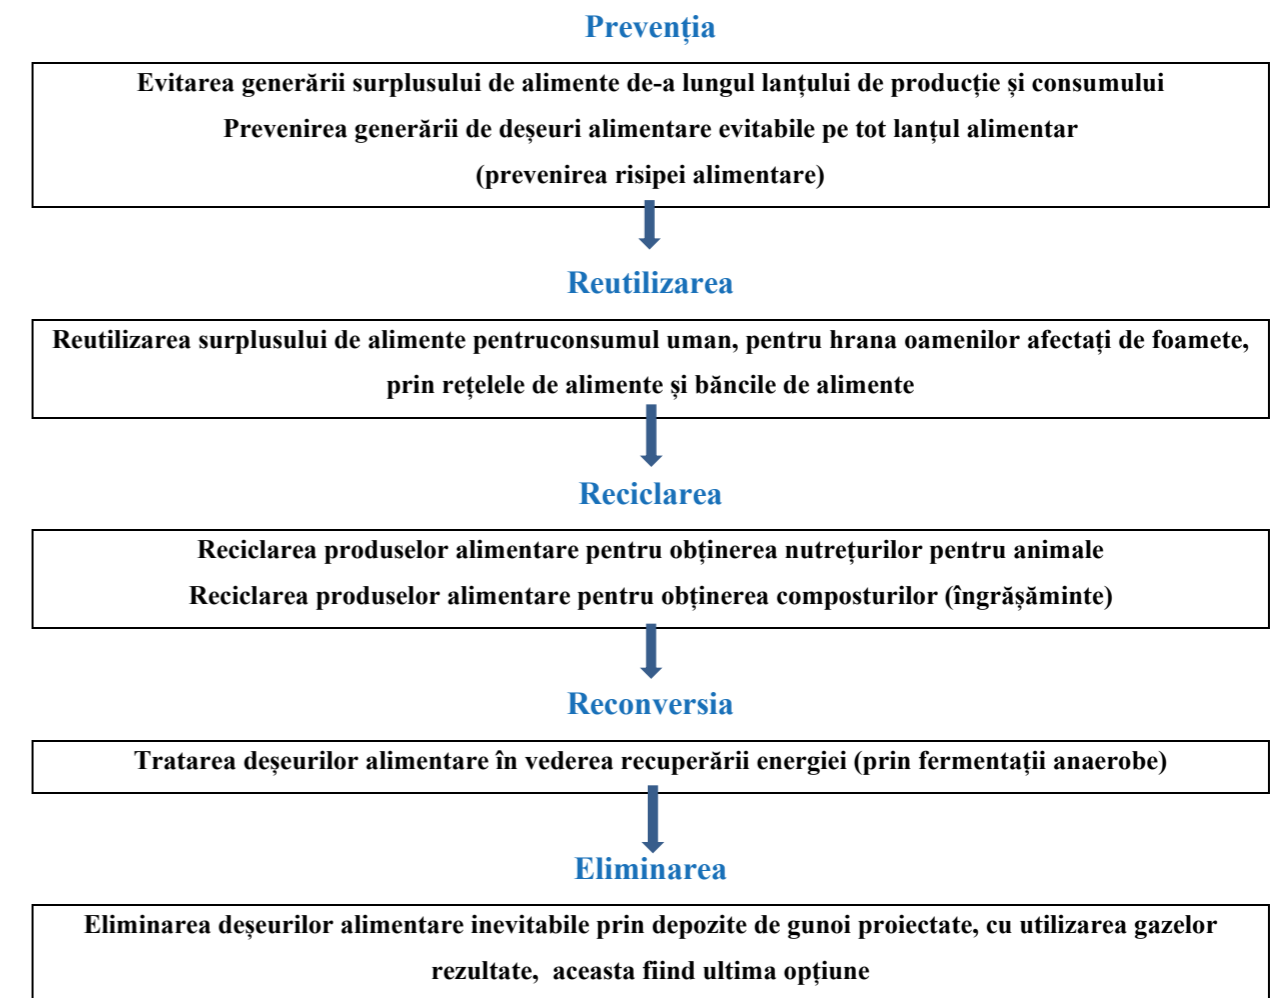 Prevenția
Evitarea generării surplusului de alimente de-a lungul lanțului de producție și consumului
Prevenirea generării de deșeuri alimentare evitabile pe tot lanțul alimentar
(prevenirea risipei alimentare)
Reutilizarea
Reutilizarea surplusului de alimente pentruconsumul uman, pentru hrana oamenilor afectați de foamete,
prin rețelele de alimente și băncile de alimente
Reciclarea
Reciclarea produselor alimentare pentru obținerea nutrețurilor pentru animale
Reciclarea produselor alimentare pentru obținerea composturilor (îngrășăminte)
Reconversia
Tratarea deșeurilor alimentare în vederea recuperării energiei (prin fermentații anaerobe)
Eliminarea
Eliminarea deșeurilor alimentare inevitabile prin depozite de gunoi proiectate, cu utilizarea gazelor
rezultate, aceasta fiind ultima opțiune